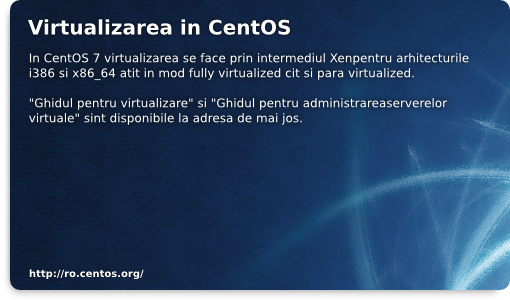 Virtualizarea in CentOS
In CentOS 7 virtualizarea se face prin intermediul Xenpentru arhitecturile
i386 si x86_64 atit in mod fully virtualized cit si para virtualized.
"Ghidul pentru virtualizare" si "Ghidul pentru administrareaserverelor
virtuale" sint disponibile la adresa de mai jos.
http://ro.centos.org/